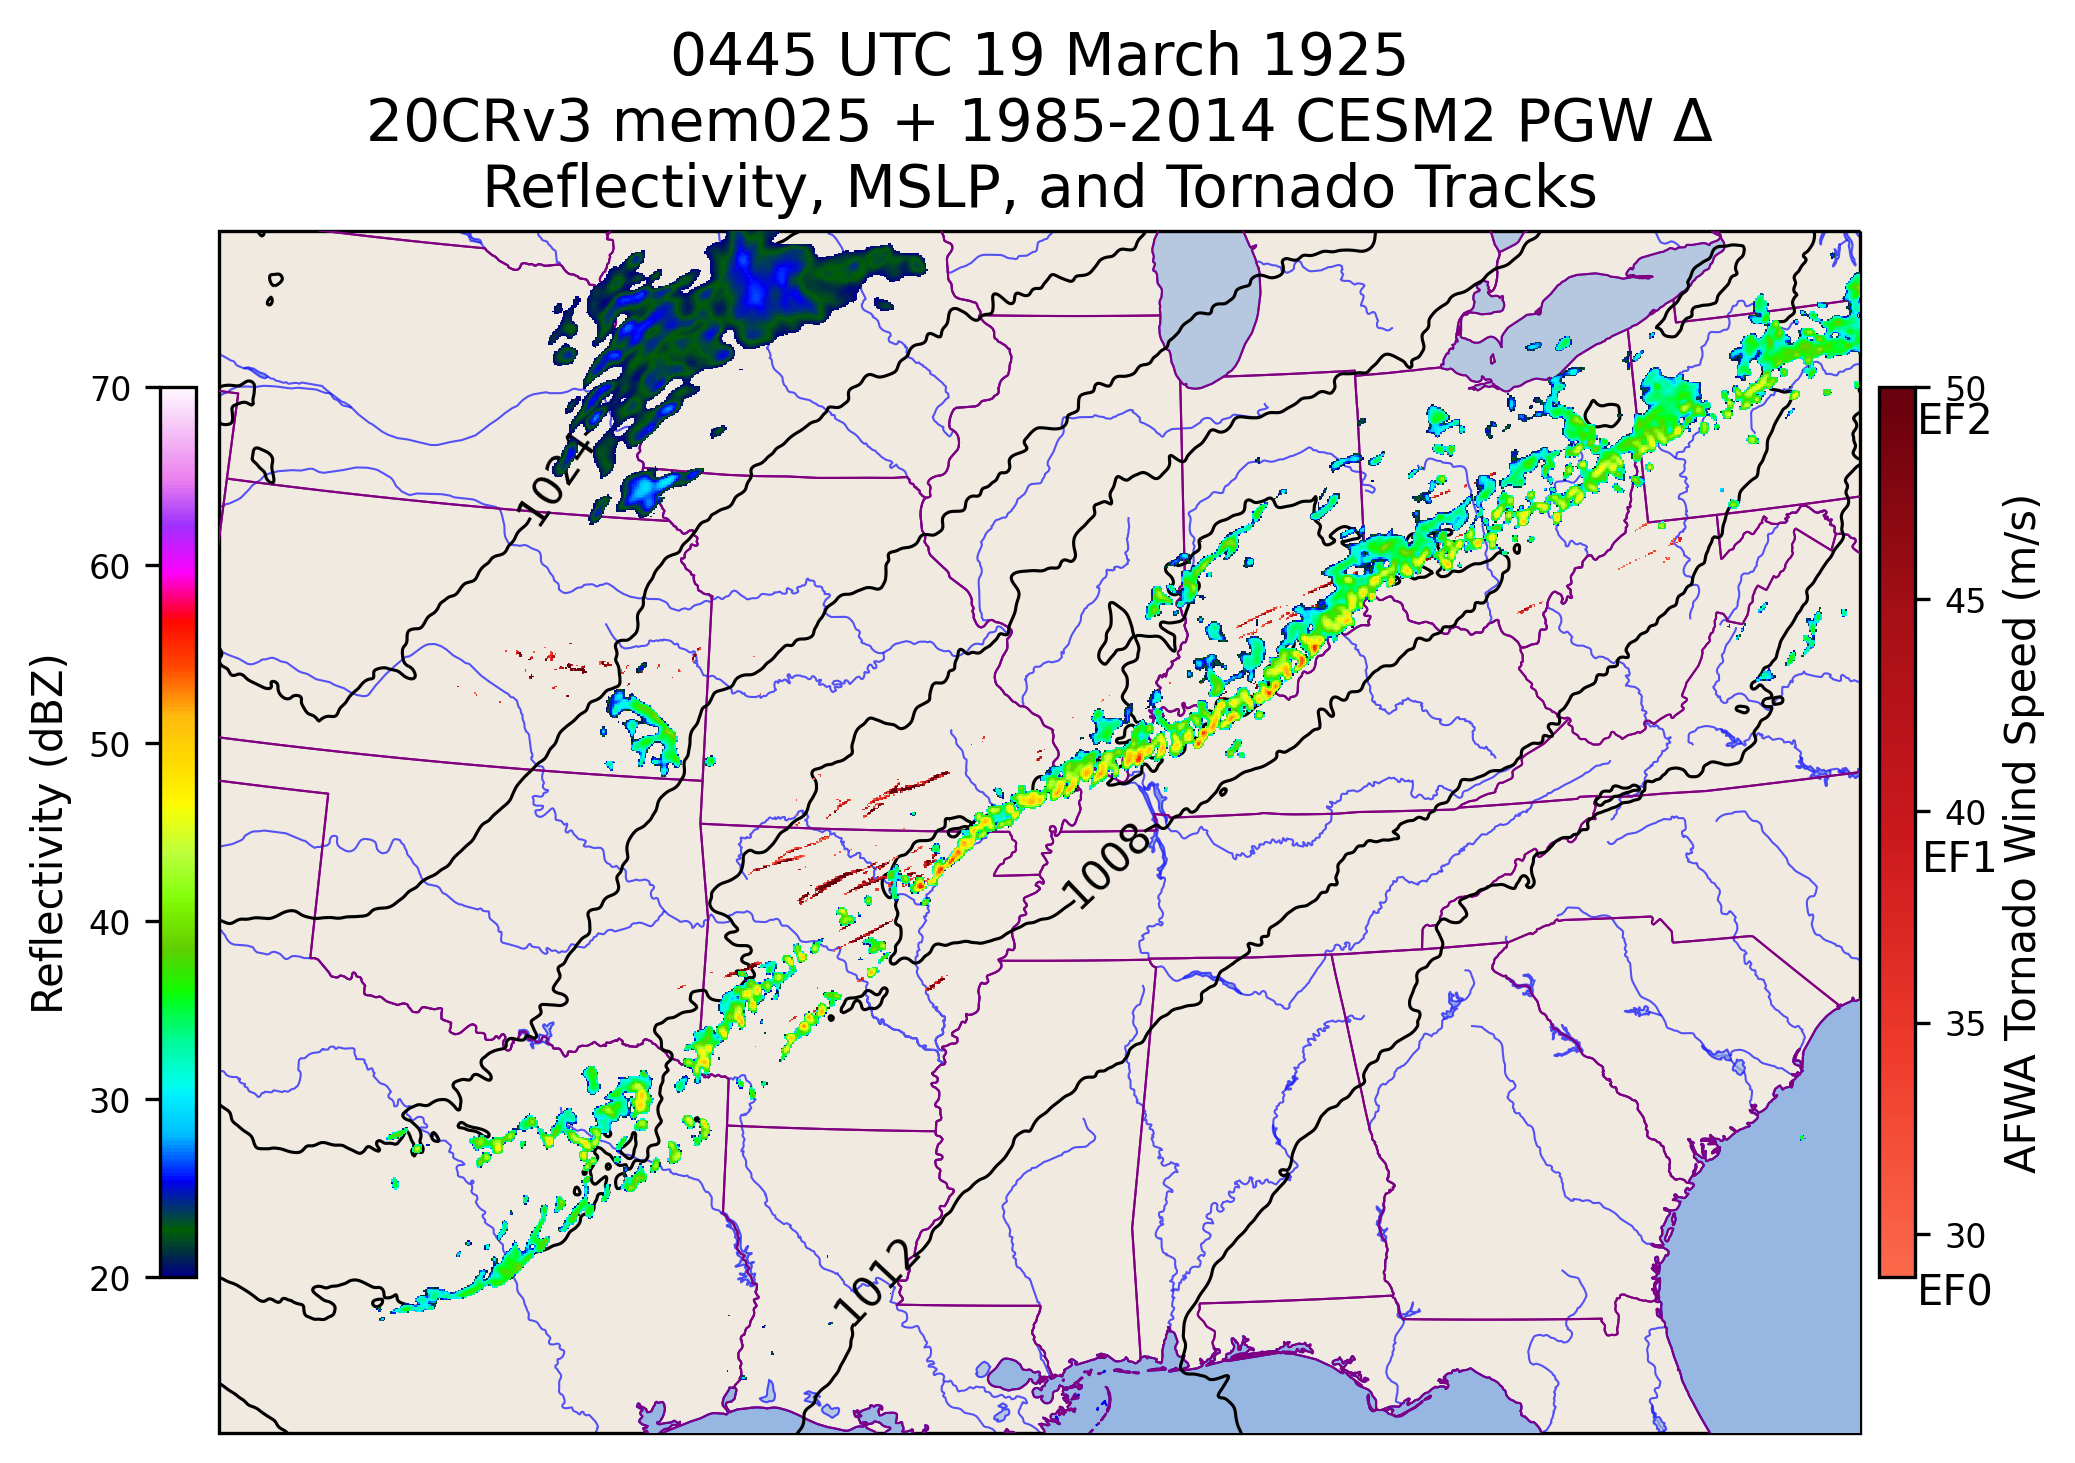 0445 UTC 19 March 1925
20CRv3 mem025 + 1985-2014 CESM2 PGW Δ
Reflectivity, MSLP, and Tornado Tracks
70
60
50
40
30
20
Reflectivity (dBZ)
1024
1008
1012
50
EF2
45
40
EF1
35
30
EF0
AFWA Tornado Wind Speed (m/s)